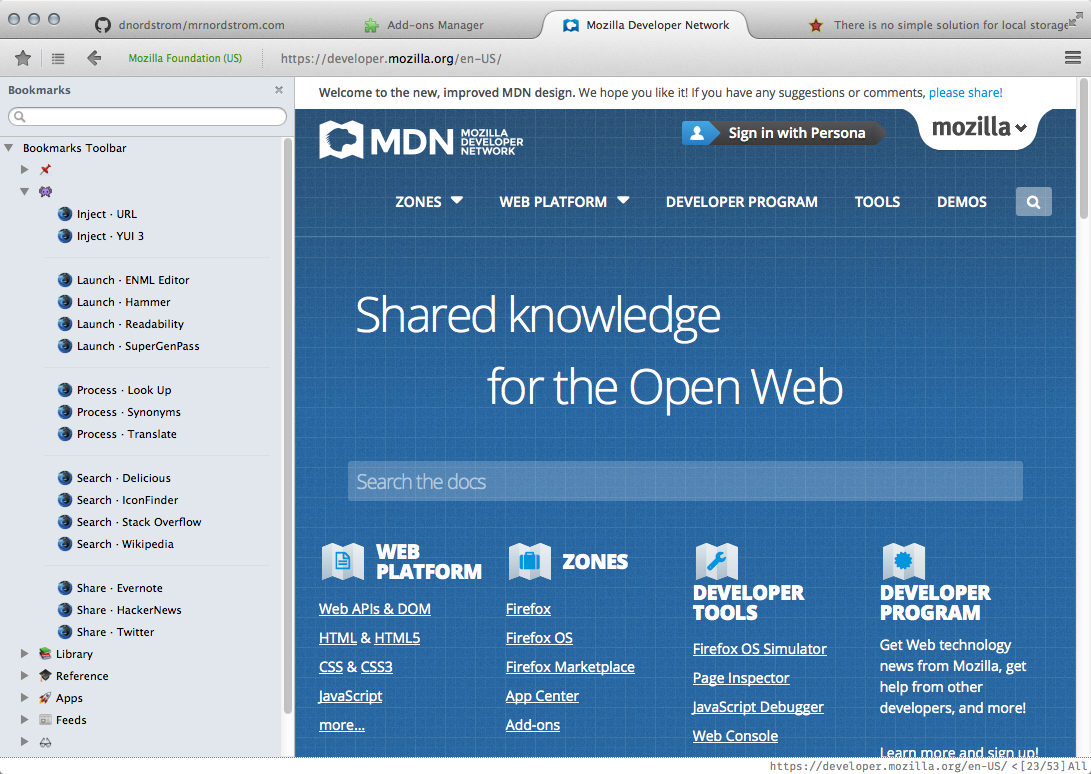 dnordstrom/mrnordstrom.com
Add-ons Manager
Mozilla Developer Network
There is no simple solution for local storage
Mozilla Foundation (US)
https://developer.mozilla.org/en-US/
Bookmarks
Bookmarks Toolbar
Inject · URL
Inject · YUI 3
Launch · ENML Editor
Launch · Hammer
Launch · Readability
Launch · SuperGenPass
Process · Look Up
Process · Synonyms
Process · Translate
Search · Delicious
Search · IconFinder
Search · Stack Overflow
Search · Wikipedia
Share · Evernote
Share · HackerNews
Share · Twitter
Library
Reference
Apps
Feeds
Welcome to the new, improved MDN design. We hope you like it! If you have any suggestions or comments, please share!
MDN MOZILLA
DEVELOPER
NETWORK
Sign in with Persona
mozilla
ZONES
WEB PLATFORM
DEVELOPER PROGRAM
TOOLS
DEMOS
Shared knowledge
for the Open Web
Search the docs
WEB
PLATFORM
Web APIs & DOM
HTML & HTML5
CSS & CSS3
JavaScript
more...
ZONES
Firefox
Firefox OS
Firefox Marketplace
App Center
Add-ons
DEVELOPER
TOOLS
Firefox OS Simulator
Page Inspector
JavaScript Debugger
Web Console
DEVELOPER
PROGRAM
Get Web technology
news from Mozilla, get
help from other
developers, and more!
Learn more and sign up!
https://developer.mozilla.org/en-US/ <[23/53]All